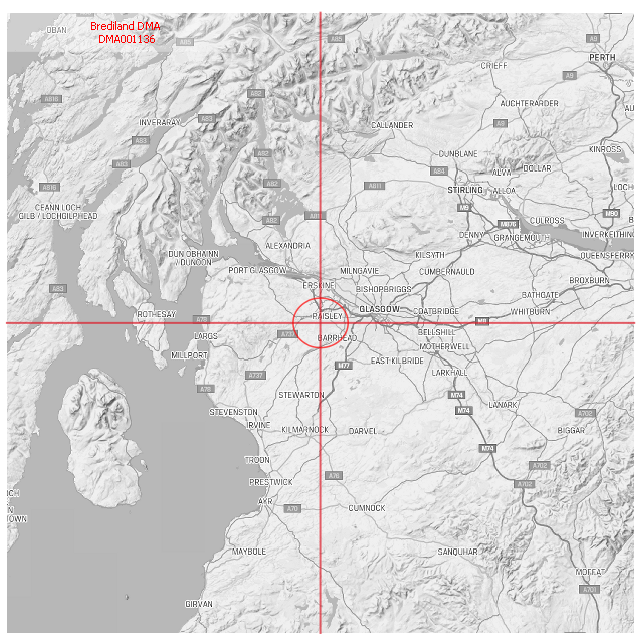 OBAN
Brediland DMA
DMA001136
A85
A85
A9
PERTH
CRIEFF
A9
A82
A816
AUCHTERARDER
A83
INVERARAY
CALLANDER
A9
A83
KINROSS
A82
DUNBLANE
A83
A84
ALVA
DOLLAR
A82
A811
A816
STIRLING
ALLOA
LOCH
CEANN LOCH
GILB / LOCHGILPHEAD
M9
M90
A82
A811
CULROSS
M876
DENNY
GRANGEMOUTH
INVERKEITHING
ALEXANDRIA
DUN OBHAINN
/ DUNOON
KILSYTH
QUEENSFERRY
PORT GLASGOW
MILNGAVIE
CUMBERNAULD
BROXBURN
A83
ERSKINE
BISHOPBRIGGS
BATHGATE
ROTHESAY
PAISLEY
GLASGOW
COATBRIDGE
WHITBURN
A78
M8
LARGS
A737
BARRHEAD
BELLSHILL
MOTHERWELL
MILLPORT
EAST KILBRIDE
M77
LARKHALL
A737
A78
STEWARTON
M74
LANARK
STEVENSTON
M74
A702
IRVINE
KILMARNOCK
DARVEL
BIGGAR
M74
TROON
A702
A76
PRESTWICK
A702
AYR
A70
CUMNOCK
MAYBOLE
SANQUHAR
MOFFAT
A701
GIRVAN